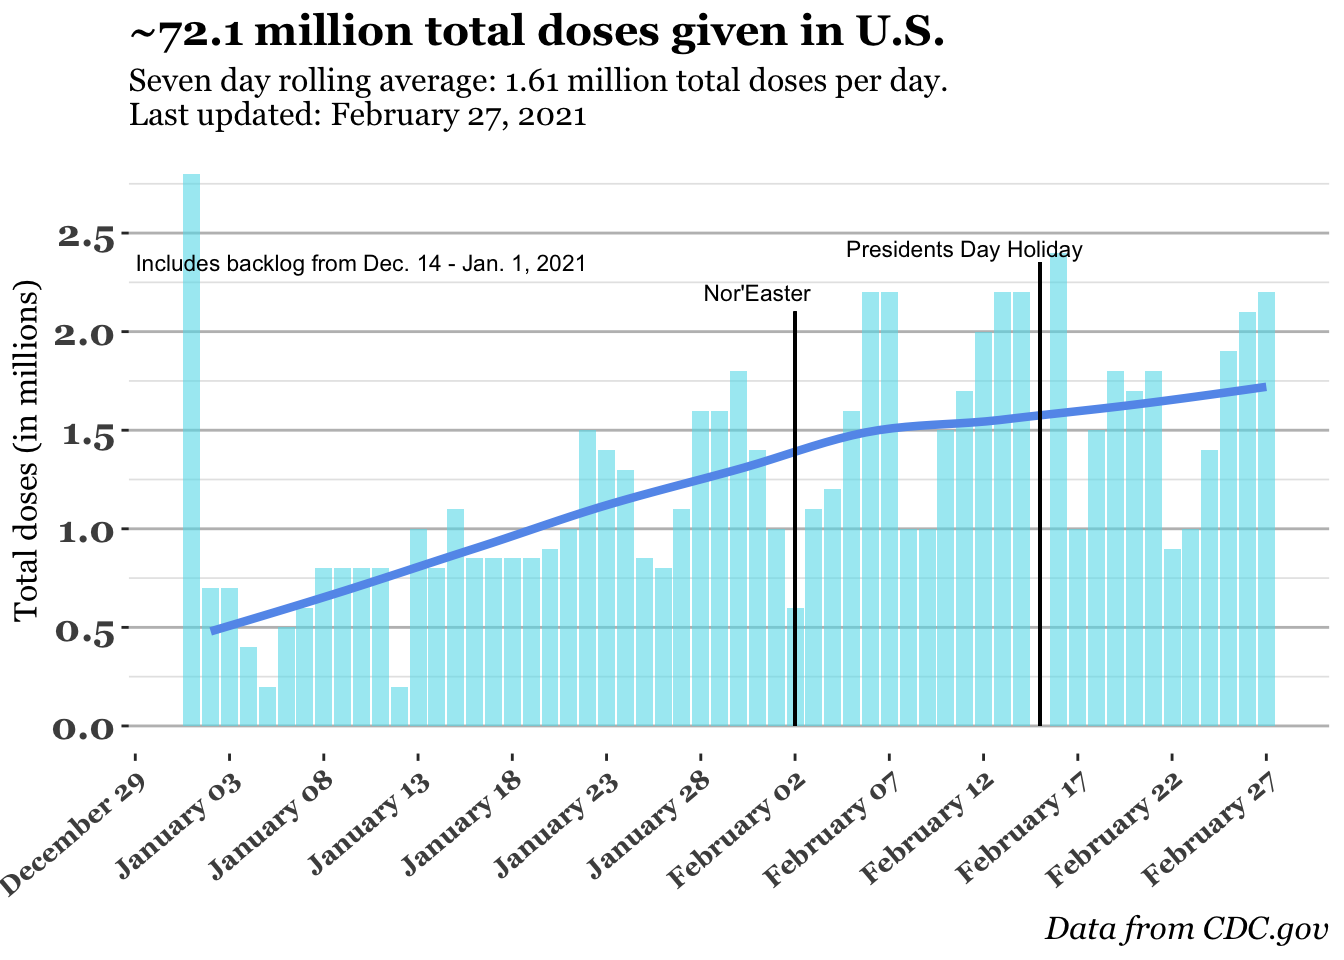 ~72.1 million total doses given in U.S.
Seven day rolling average: 1.61 million total doses per day.
Last updated: February 27, 2021
Total doses (in millions)
2.5
2.0
1.5
1.0
0.5
0.0
Includes backlog from Dec. 14 - Jan. 1, 2021
Nor'Easter
Presidents Day Holiday
December 29
January 03
January 08
January 13
January 18
January 23
January 28
February 02
February 07
February 12
February 17
February 22
February 27
Data from CDC.gov